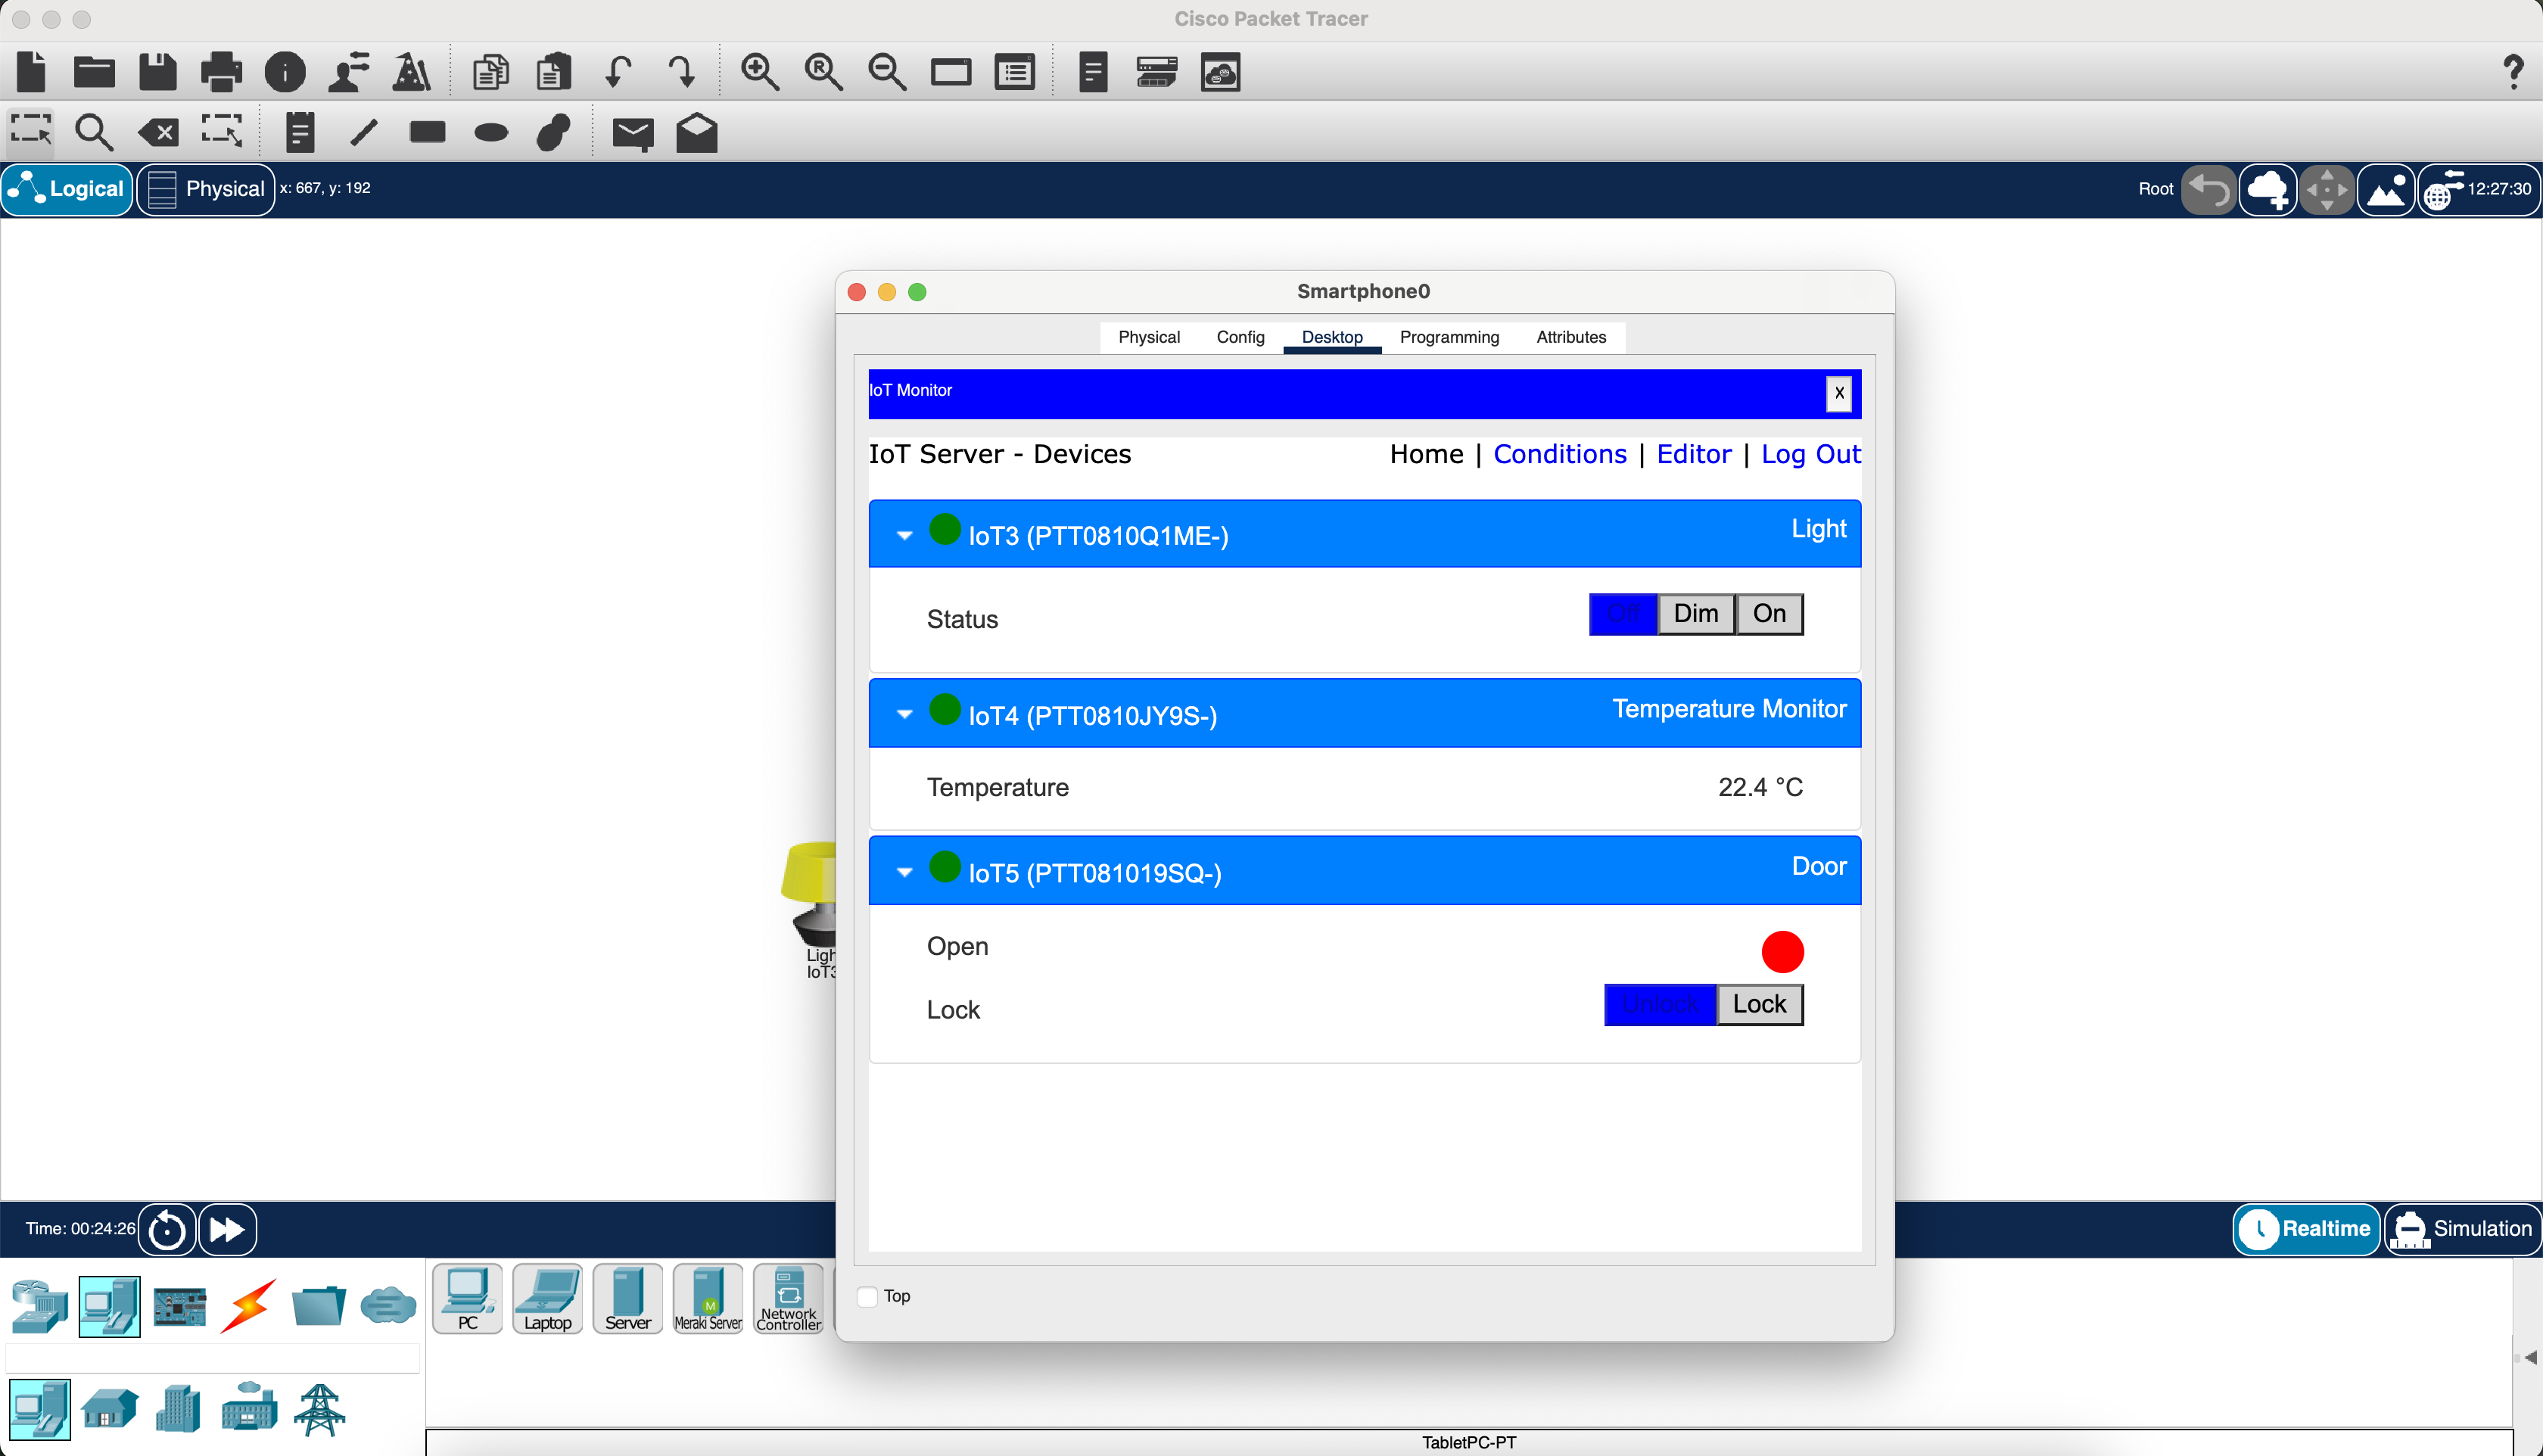 Cisco Packet Tracer
Logical
Physical
x: 667, y: 192
Root
12:27:30
Smartphone0
Physical Config Desktop Programming Attributes
IoT Monitor
X
IoT Server - Devices
Home | Conditions | Editor | Log Out
IoT3 (PTT0810Q1ME-)
Light
Status
Off Dim On
IoT4 (PTT0810JY9S-)
Temperature Monitor
Temperature
22.4 °C
IoT5 (PTT081019SQ-)
Door
Open
Lock
Unlock Lock
Top
Time: 00:24:26
Realtime
Simulation
PC
Laptop
Server
Meraki Server
Network
Controller
TabletPC-PT